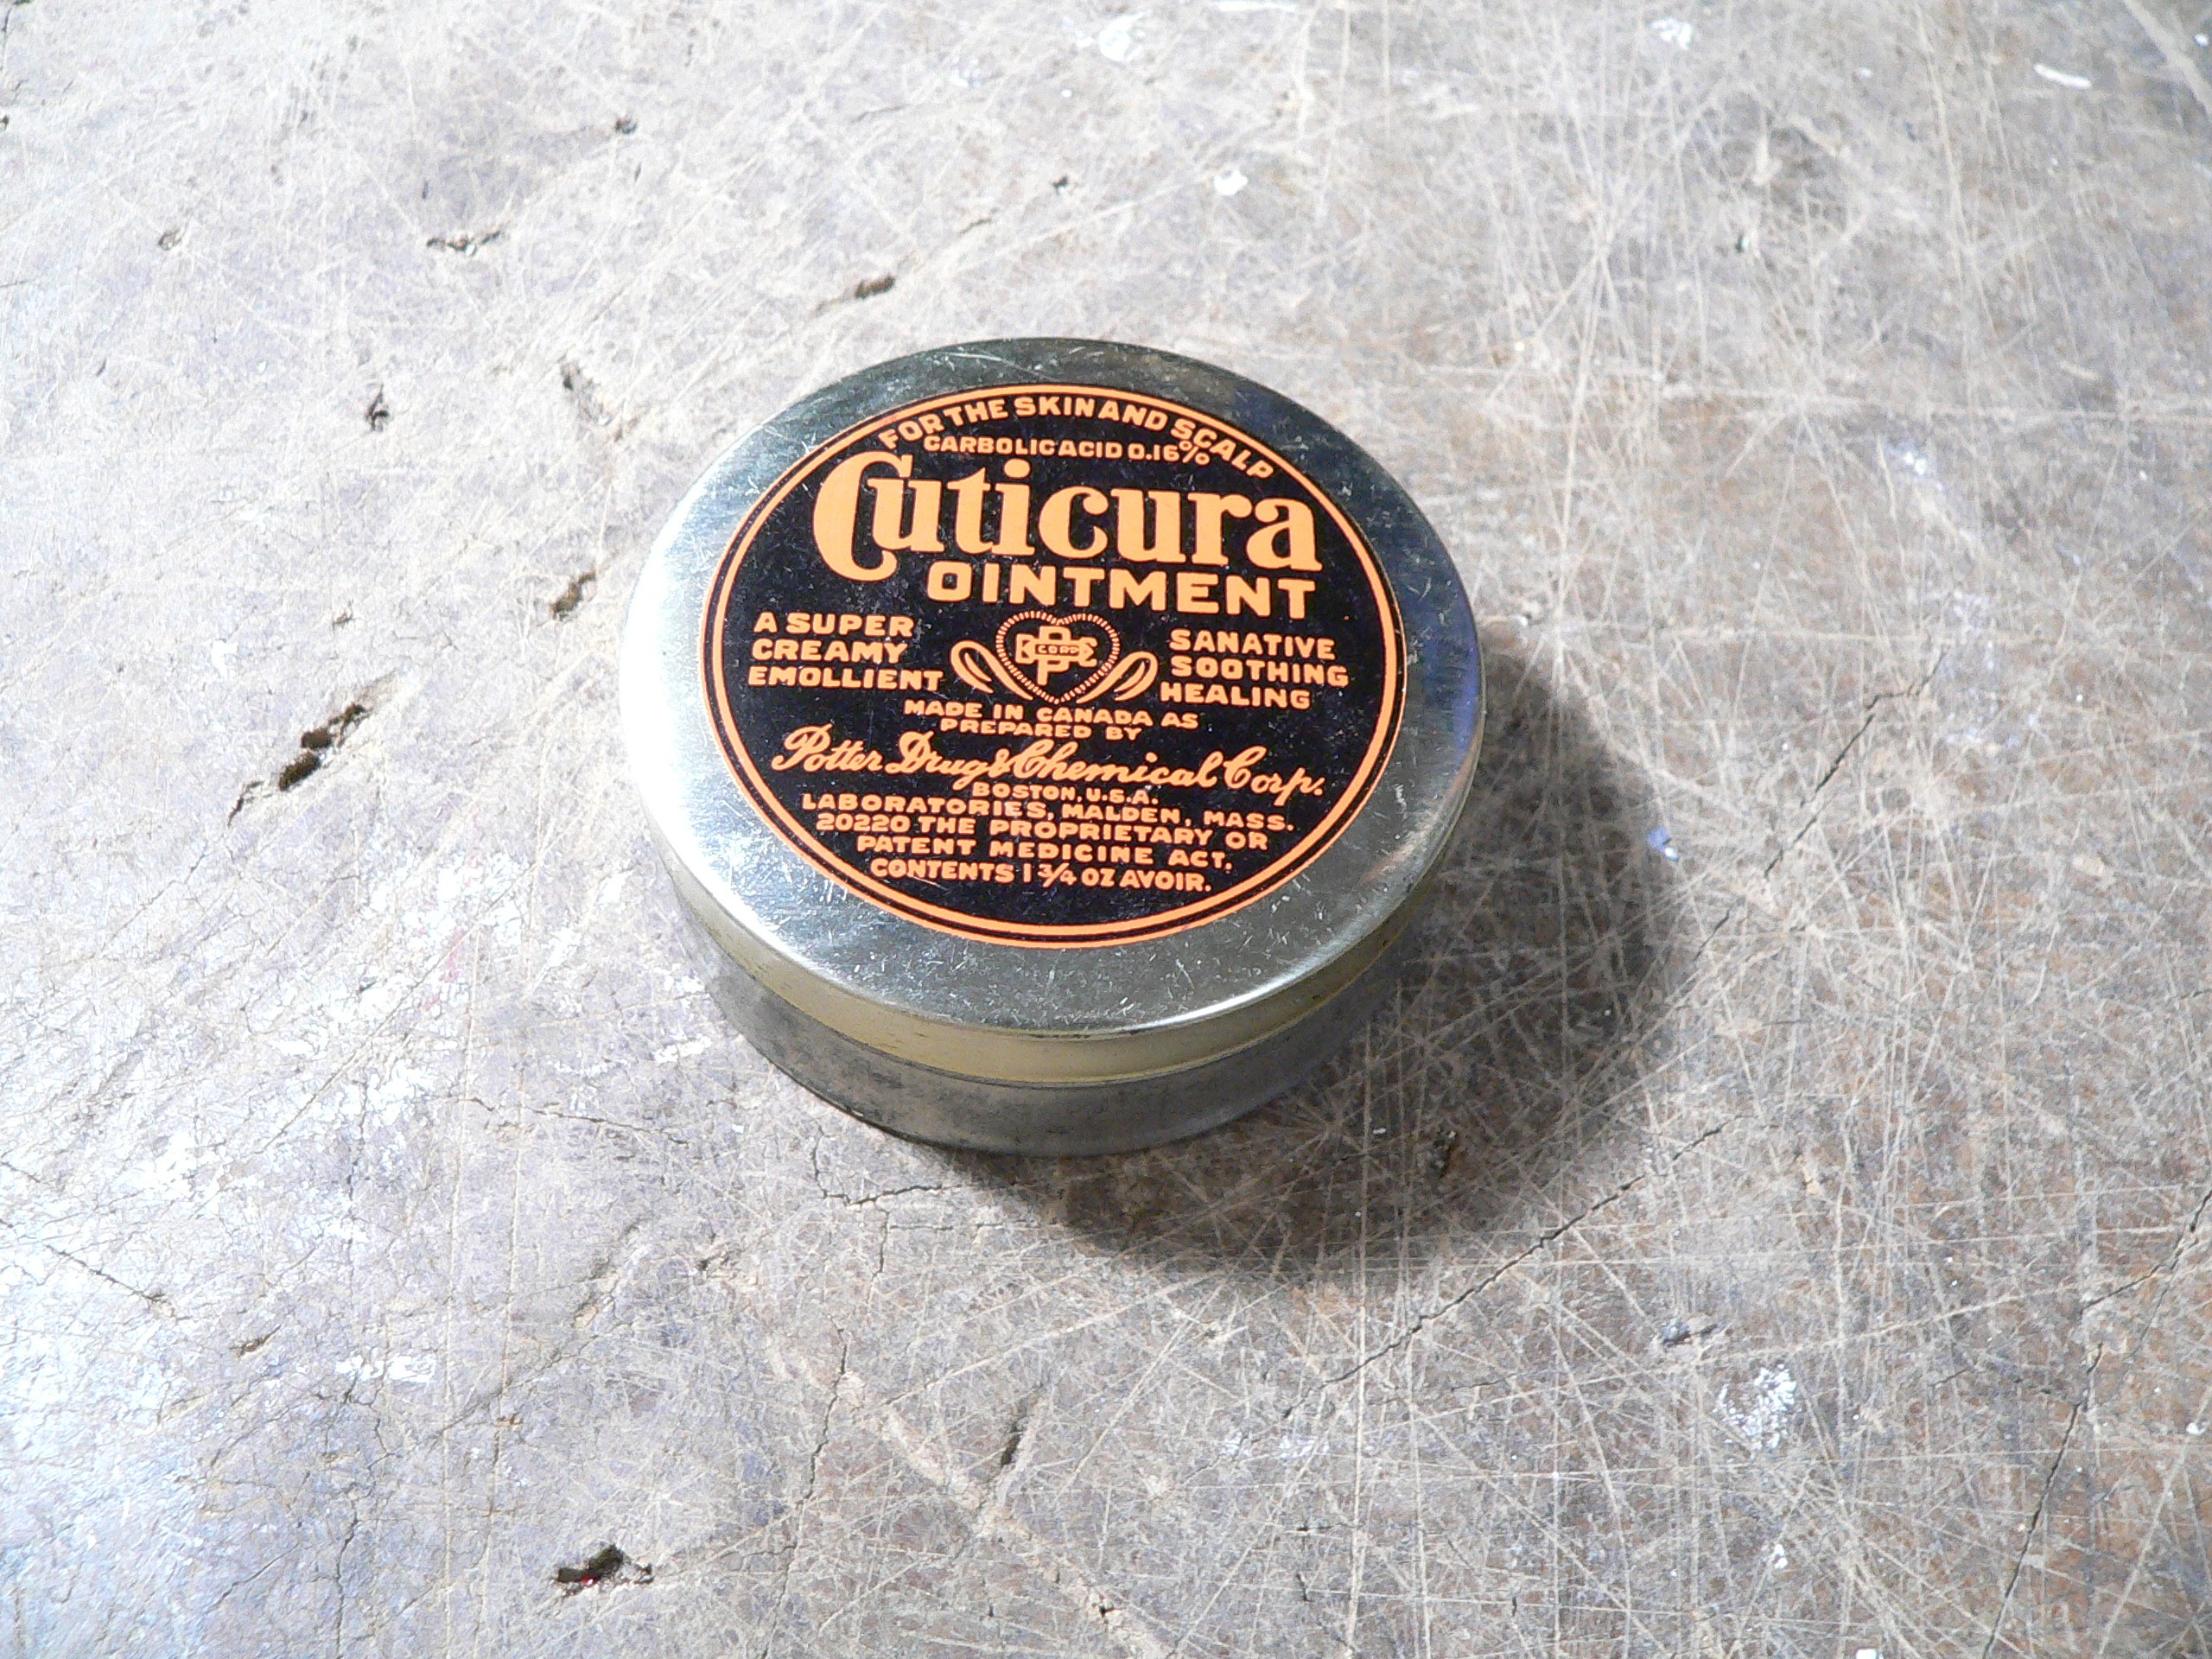 FOR THE SKIN AND SCALP
CARBOLIC ACID 0.16%
Cuticura
OINTMENT
A SUPER
CREAMY
EMOLLIENT
CORP
SANATIVE
SOOTHING
HEALING
MADE IN CANADA AS
PREPARED BY
Potter Drug & Chemical Corp.
BOSTON, U.S.A.
LABORATORIES, MALDEN, MASS.
20220 THE PROPRIETARY OR
PATENT MEDICINE ACT,
CONTENTS 1 3/4 OZ AVOIR.